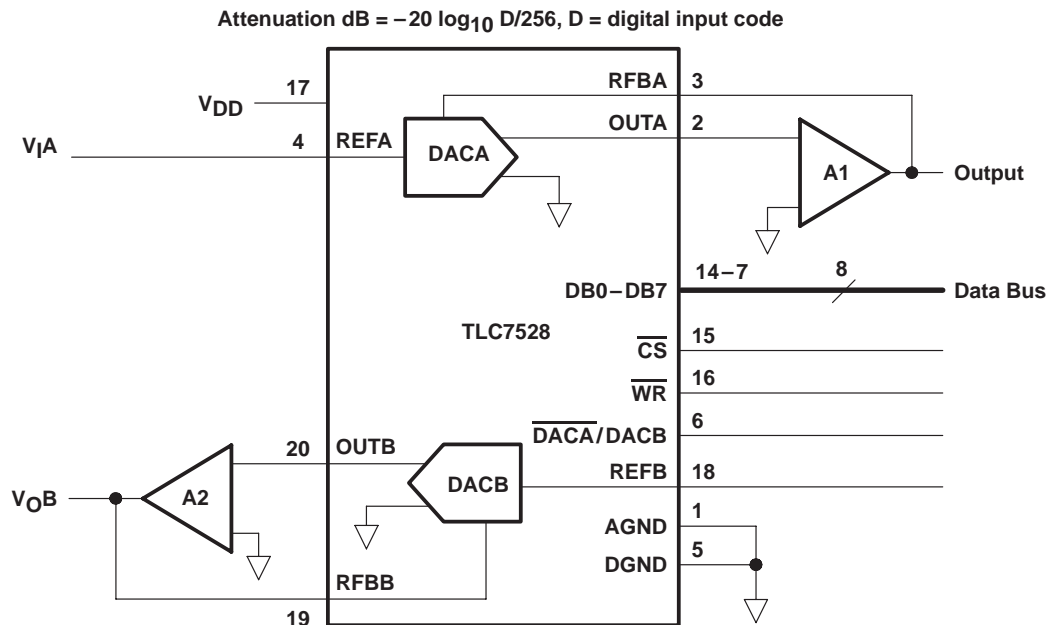 Attenuation dB = −20 log10 D/256, D = digital input code
17
VDD
RFBA
3
OUTA
2
VIA
4
REFA
DACA
A1
Output
14−7
8
DB0−DB7
Data Bus
TLC7528
CS
15
WR
16
DACA/DACB
6
20
OUTB
REFB
18
VOB
A2
DACB
AGND
1
DGND
5
RFBB
19